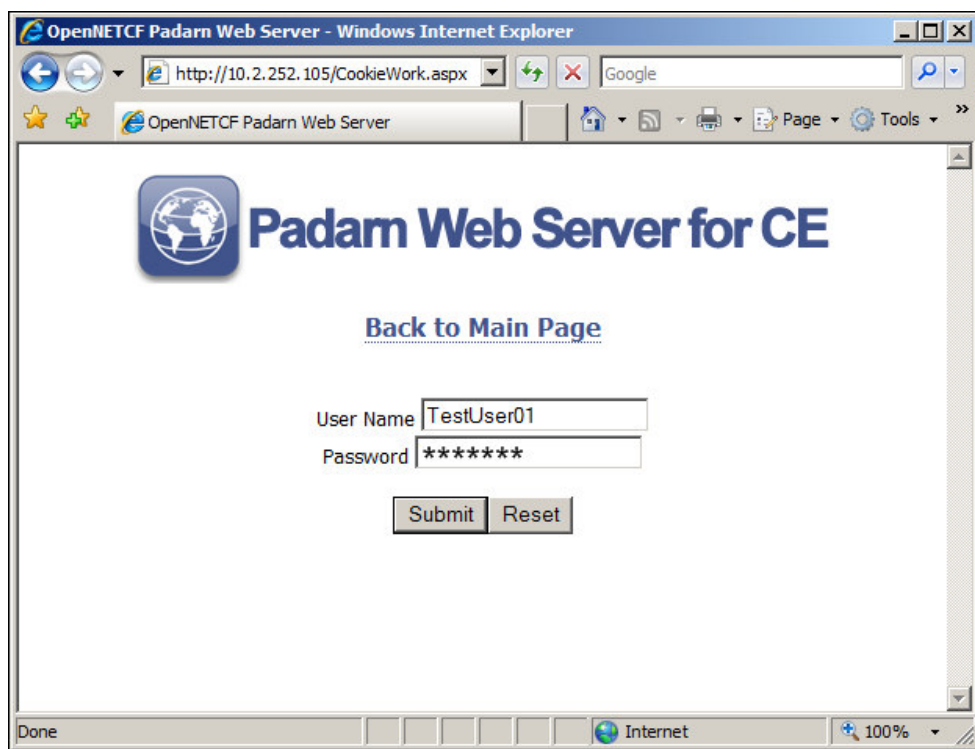 OpenNETCF Padarn Web Server - Windows Internet Explorer
http://10.2.252.105/CookieWork.aspx Google
OpenNETCF Padarn Web Server Page Tools »
Padarn Web Server for CE
Back to Main Page
User Name TestUser01
Password *******
Submit Reset
Done Internet 100%